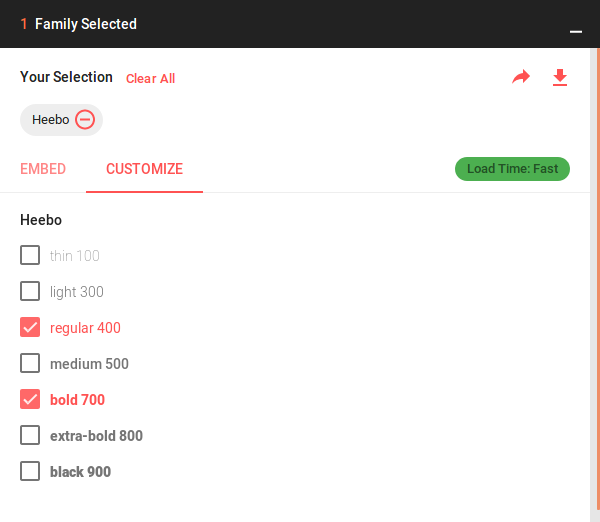 1 Family Selected
Your Selection Clear All
Heebo
EMBED CUSTOMIZE Load Time: Fast
Heebo
thin 100
light 300
regular 400
medium 500
bold 700
extra-bold 800
black 900